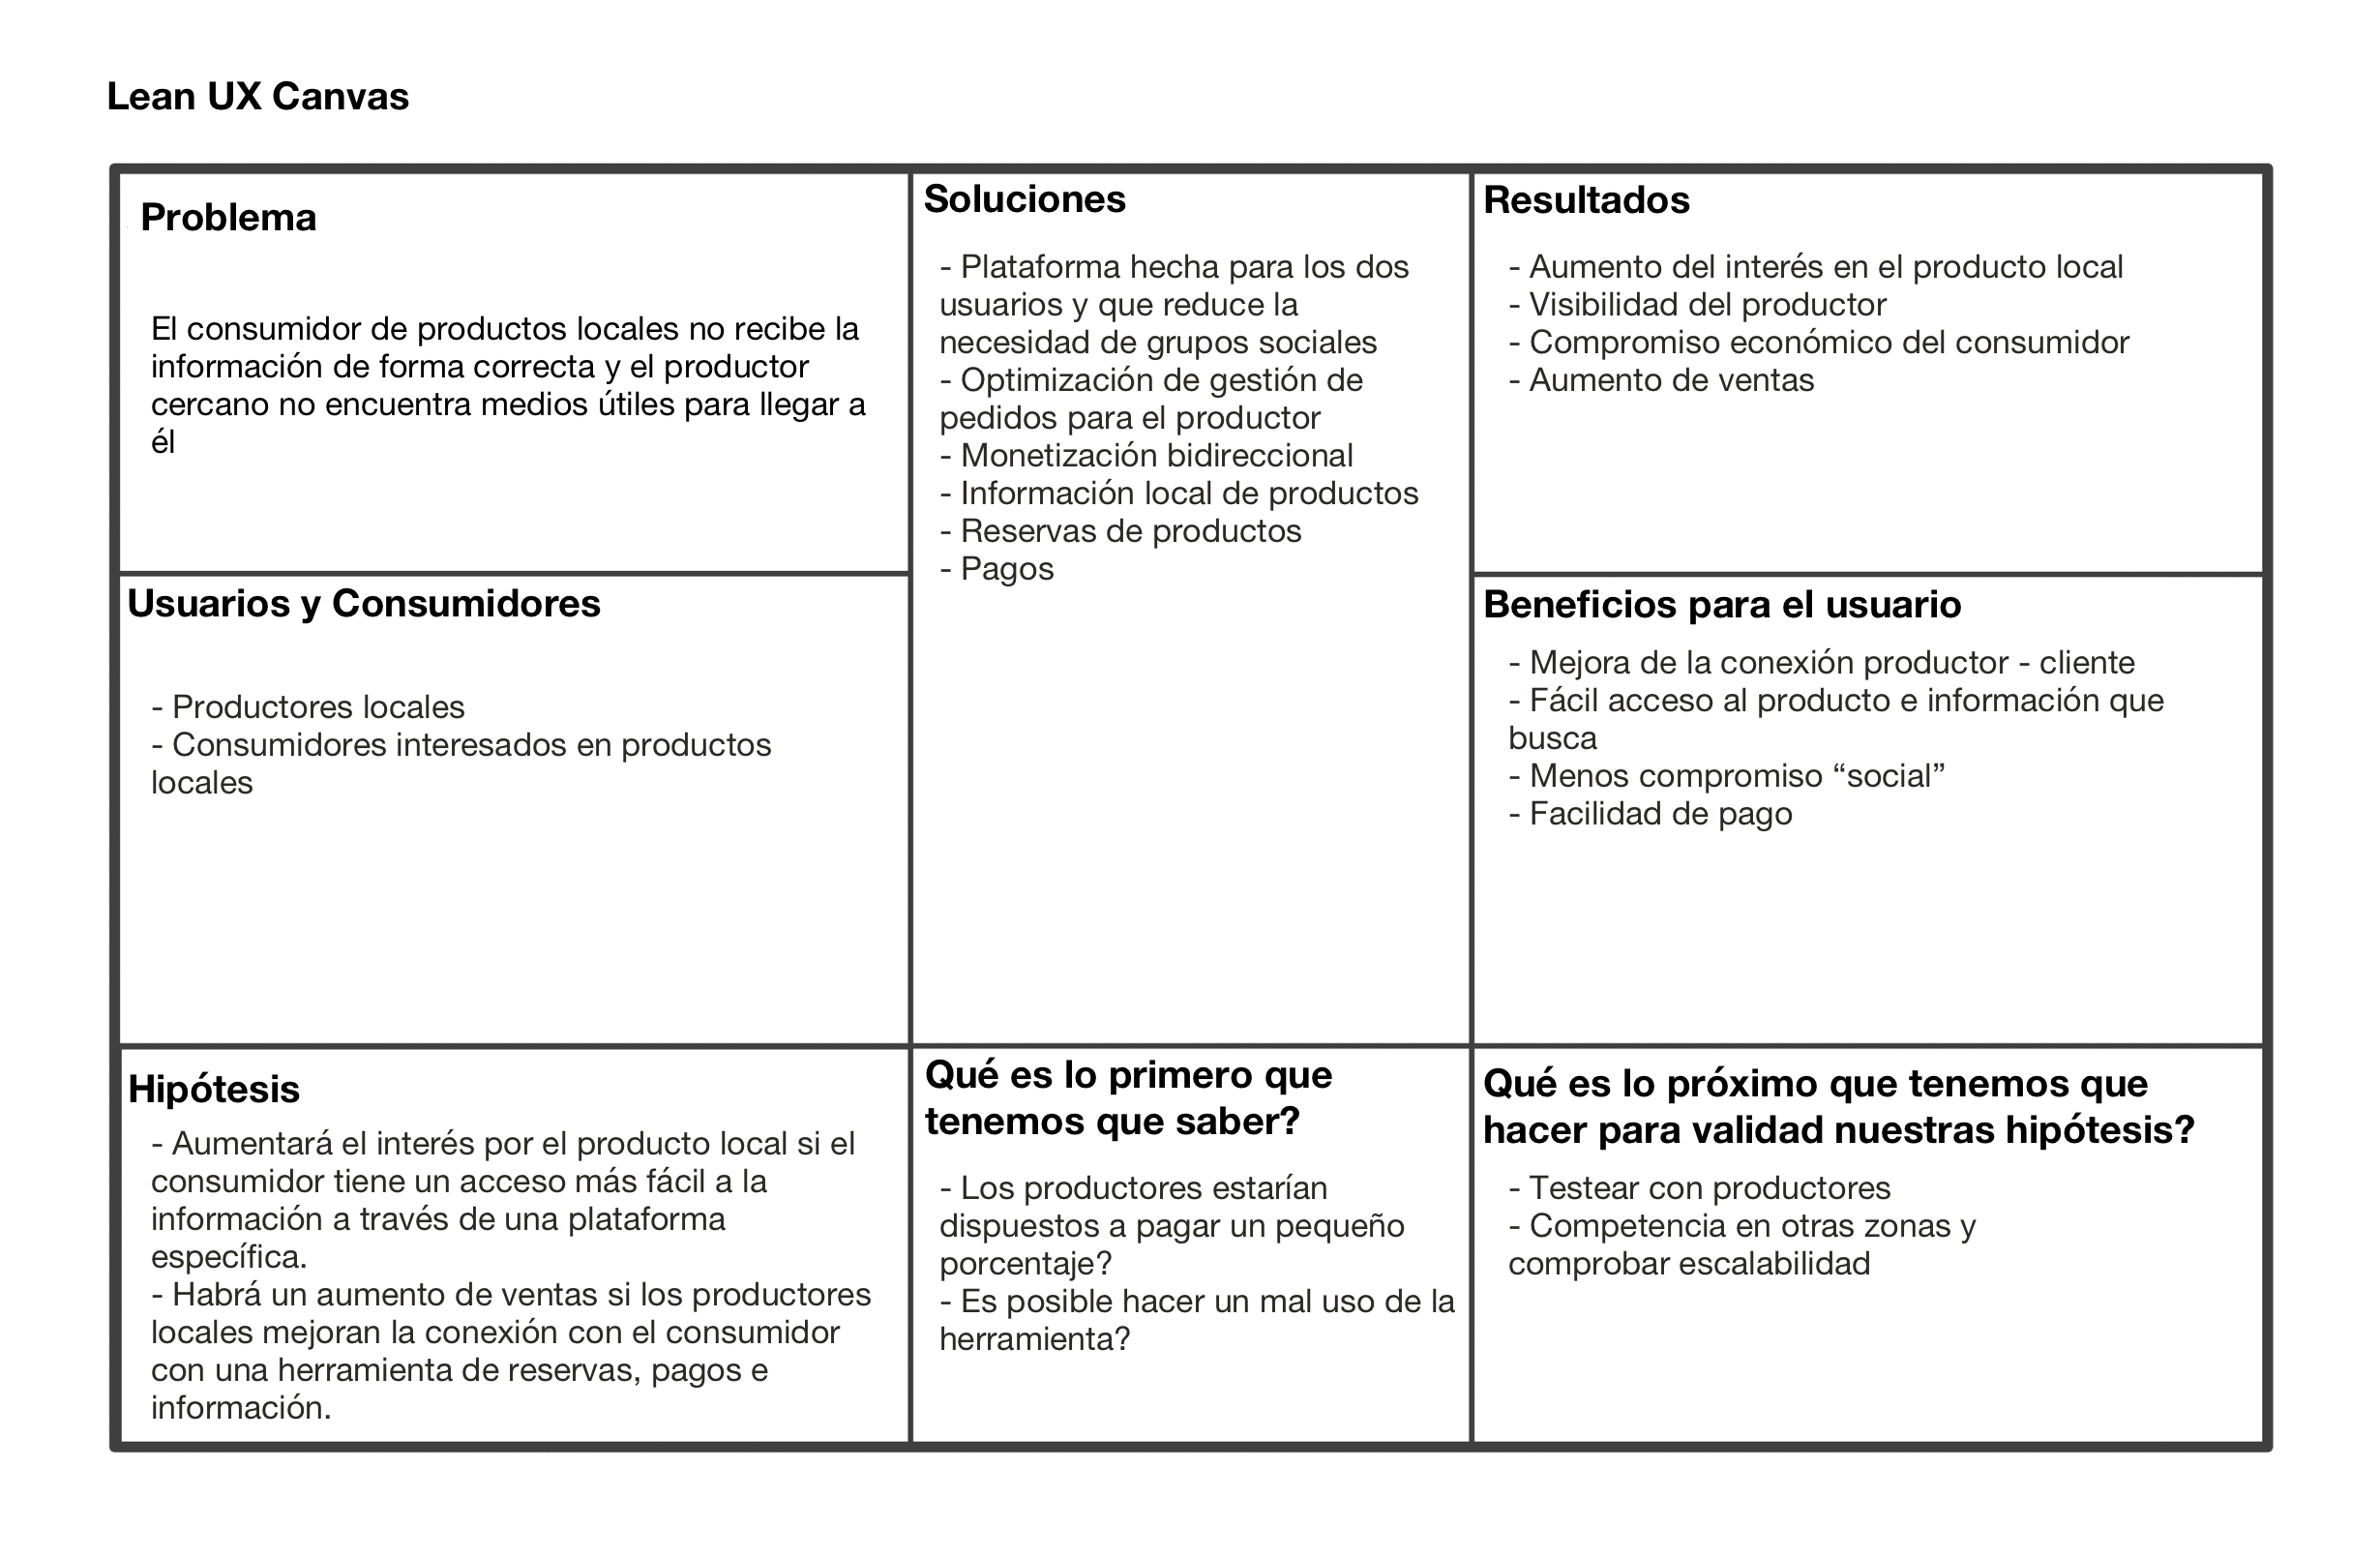 Lean UX Canvas
Problema
El consumidor de productos locales no recibe la
información de forma correcta y el productor
cercano no encuentra medios útiles para llegar a
él
Usuarios y Consumidores
- Productores locales
- Consumidores interesados en productos
locales
Hipótesis
- Aumentará el interés por el producto local si el
consumidor tiene un acceso más fácil a la
información a través de una plataforma
específica.
- Habrá un aumento de ventas si los productores
locales mejoran la conexión con el consumidor
con una herramienta de reservas, pagos e
información.
Soluciones
- Plataforma hecha para los dos
usuarios y que reduce la
necesidad de grupos sociales
- Optimización de gestión de
pedidos para el productor
- Monetización bidireccional
- Información local de productos
- Reservas de productos
- Pagos
Qué es lo primero que
tenemos que saber?
- Los productores estarían
dispuestos a pagar un pequeño
porcentaje?
- Es posible hacer un mal uso de la
herramienta?
Resultados
- Aumento del interés en el producto local
- Visibilidad del productor
- Compromiso económico del consumidor
- Aumento de ventas
Beneficios para el usuario
- Mejora de la conexión productor - cliente
- Fácil acceso al producto e información que
busca
- Menos compromiso “social”
- Facilidad de pago
Qué es lo próximo que tenemos que
hacer para validad nuestras hipótesis?
- Testear con productores
- Competencia en otras zonas y
comprobar escalabilidad